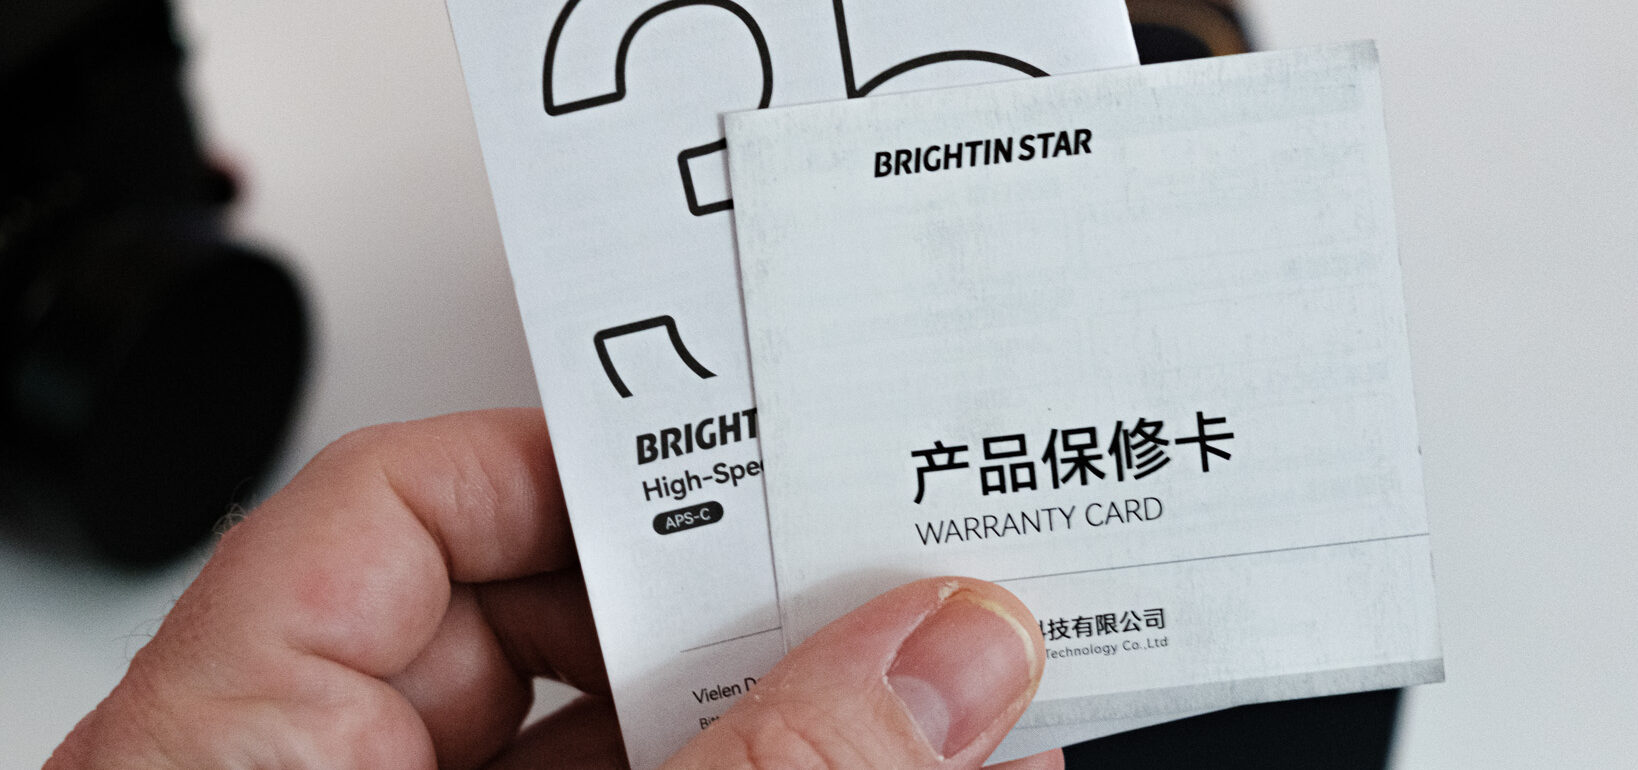 BRIGHTIN STAR
产品保修卡
WARRANTY CARD
技有限公司
Technology Co.,Ltd
BRIGHT
High-Spe
APS-C
Vielen